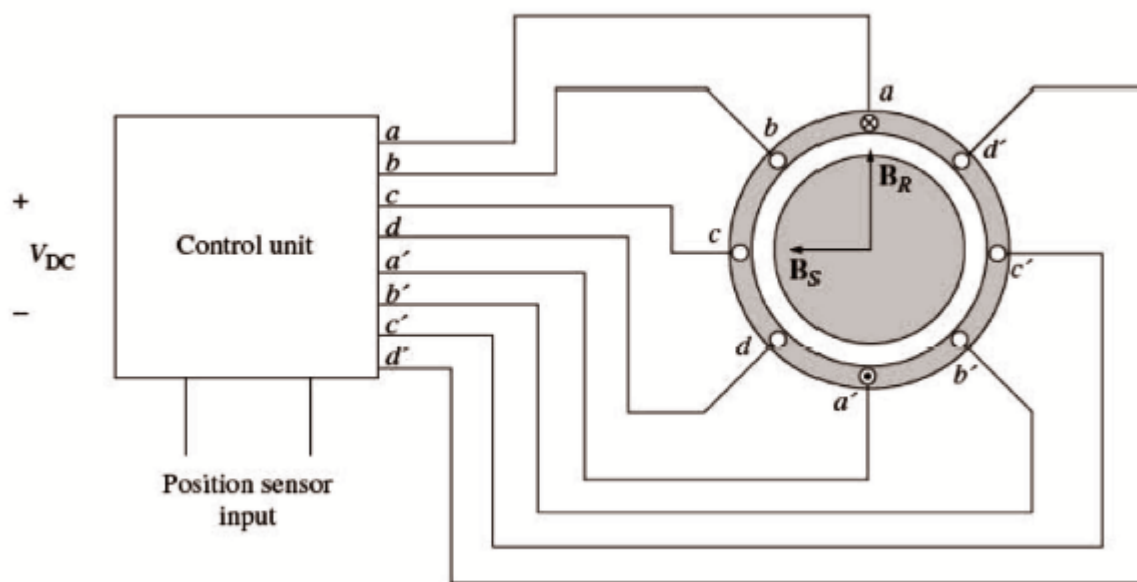 a
b
c
d
a′
b′
c′
d′
+
V_DC
−
Control unit
Position sensor
input
a
b
d′
B_R
c
B_S
c′
d
b′
a′